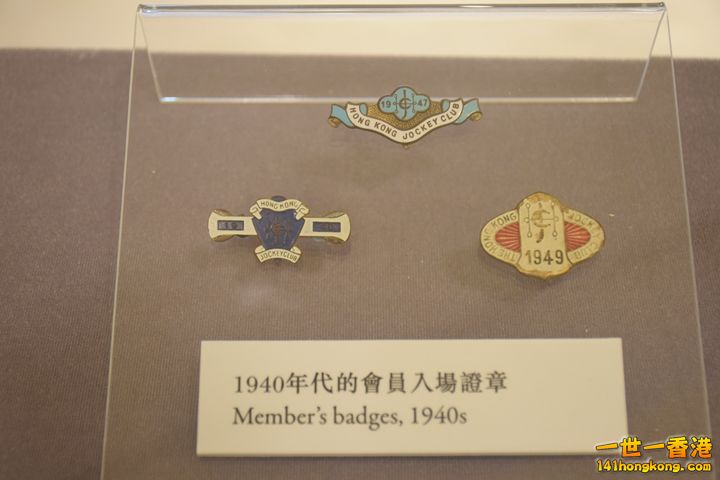 19 47
HONG KONG JOCKEY CLUB
HONG KONG
JOCKEY CLUB
THE HONG KONG
JOCKEY CLUB
1949
1940年代的會員入場證章
Member's badges, 1940s
一世一香港
141hongkong.com